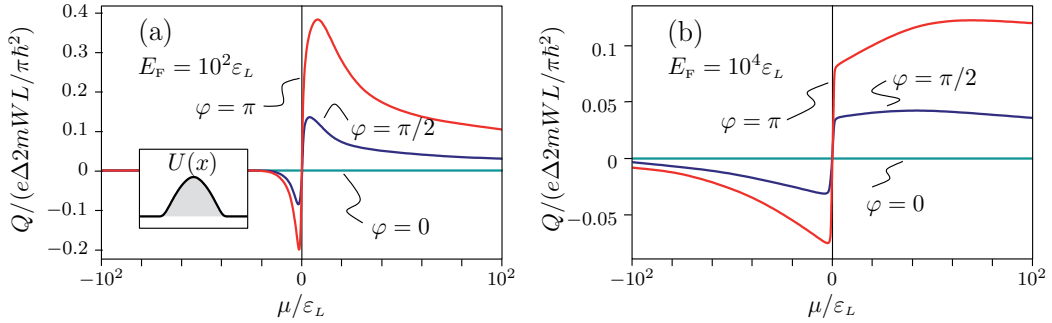 (a)
E_F = 10^2 ε_L
φ = π
φ = π/2
φ = 0
U(x)
Q/(eΔ2mWL/πħ^2)
0.4
0.3
0.2
0.1
0
-0.1
-0.2
−10^2
0
10^2
μ/ε_L
(b)
E_F = 10^4 ε_L
φ = π/2
φ = π
φ = 0
Q/(eΔ2mWL/πħ^2)
0.1
0.05
0
-0.05
−10^2
0
10^2
μ/ε_L